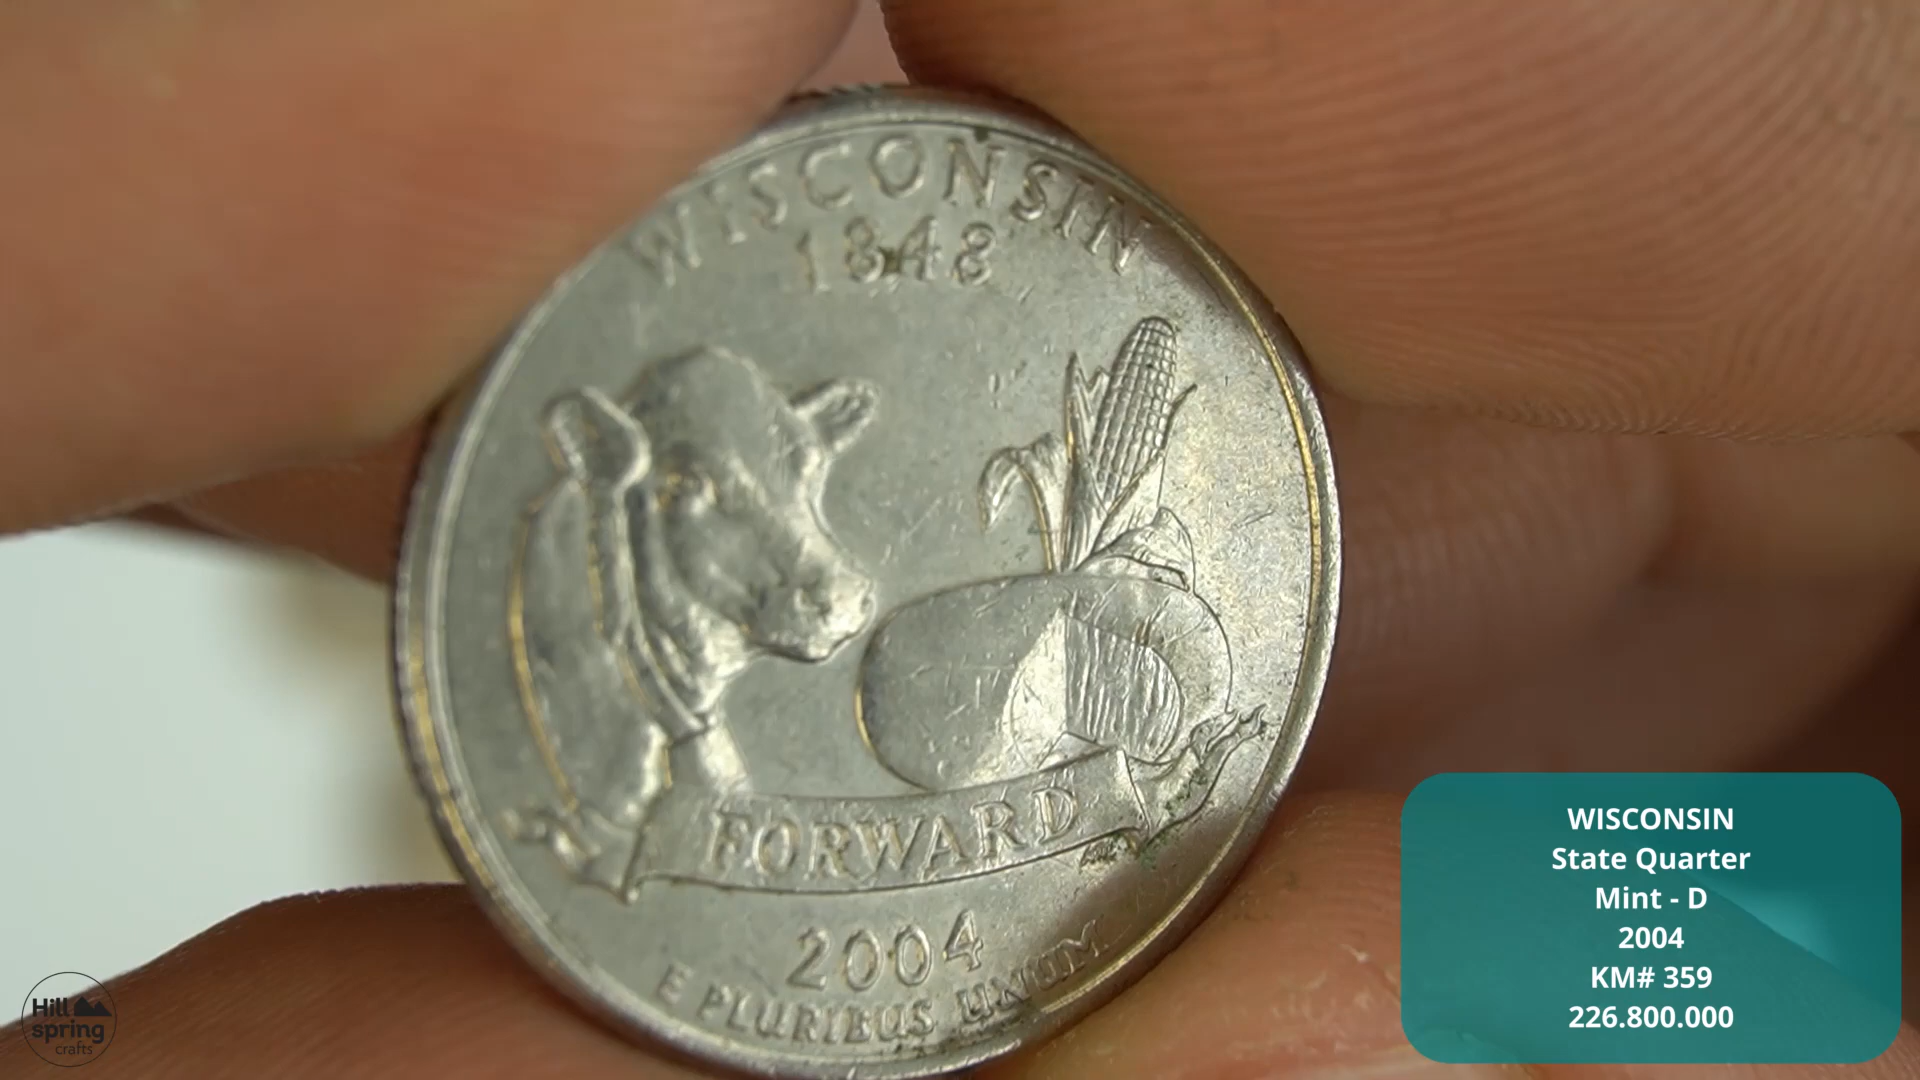 WISCONSIN
1848
FORWARD
2004
E PLURIBUS UNUM
WISCONSIN
State Quarter
Mint - D
2004
KM# 359
226.800.000
Hill
spring
crafts